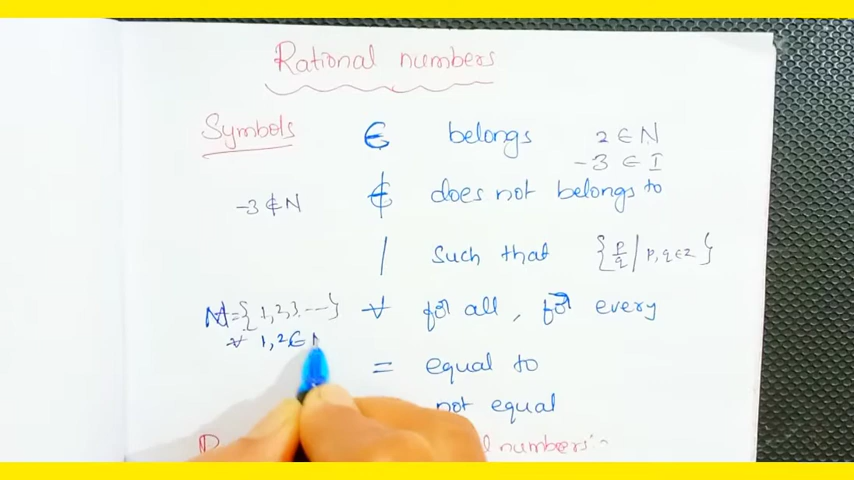 Rational numbers
Symbols ∈ belongs 2 ∈ N
-3 ∈ I
-3 ∉ N ∉ does not belongs to
| Such that {p/q | p, q ∈ z}
N = {1, 2, 3 ----} ∀ for all, for every
∀ 1, 2 ∈
= equal to
not equal
numbers:-